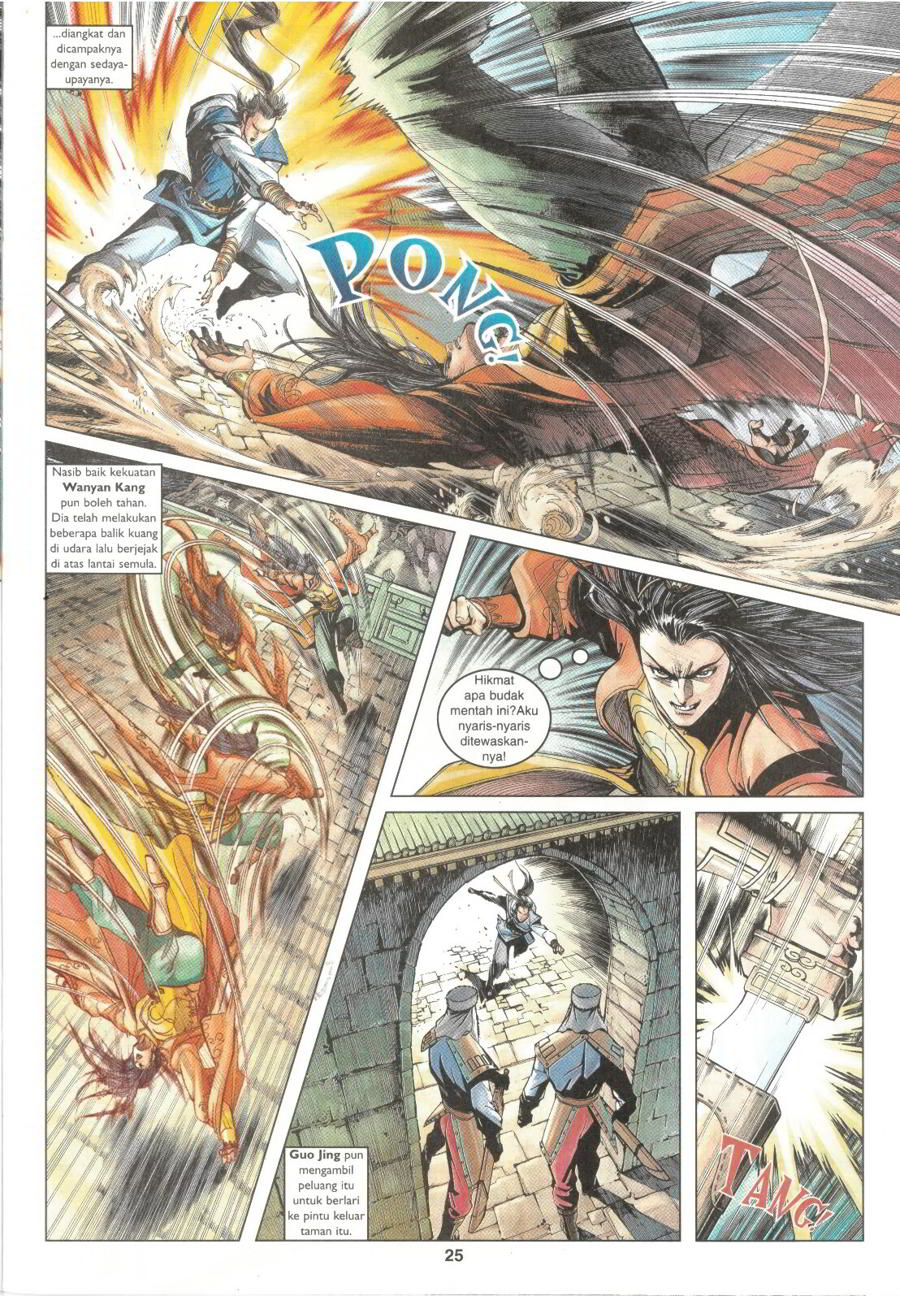 ...diangkat dan
dicampaknya
dengan sedaya-
upayanya.
PONG!
Nasib baik kekuatan
Wanyan Kang
pun boleh tahan.
Dia telah melakukan
beberapa balik kuang
di udara lalu berjejak
di atas lantai semula.
Hikmat
apa budak
mentah ini?Aku
nyaris-nyaris
ditewaskan-
nya!
Guo Jing pun
mengambil
peluang itu
untuk berlari
ke pintu keluar
taman itu.
TANG!
25